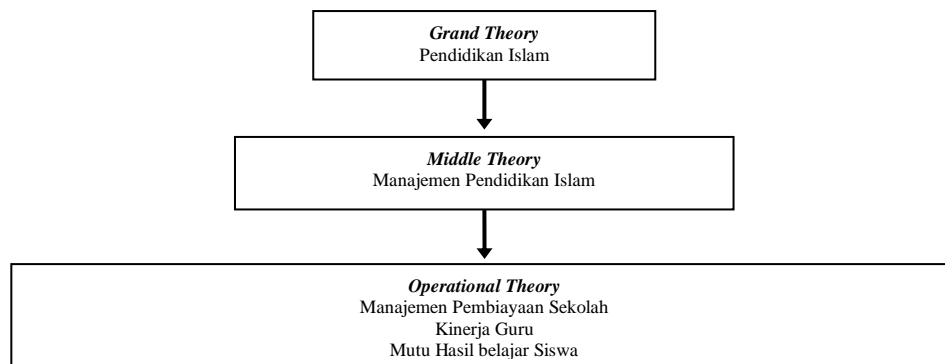 Grand Theory
Pendidikan Islam
Middle Theory
Manajemen Pendidikan Islam
Operational Theory
Manajemen Pembiayaan Sekolah
Kinerja Guru
Mutu Hasil belajar Siswa